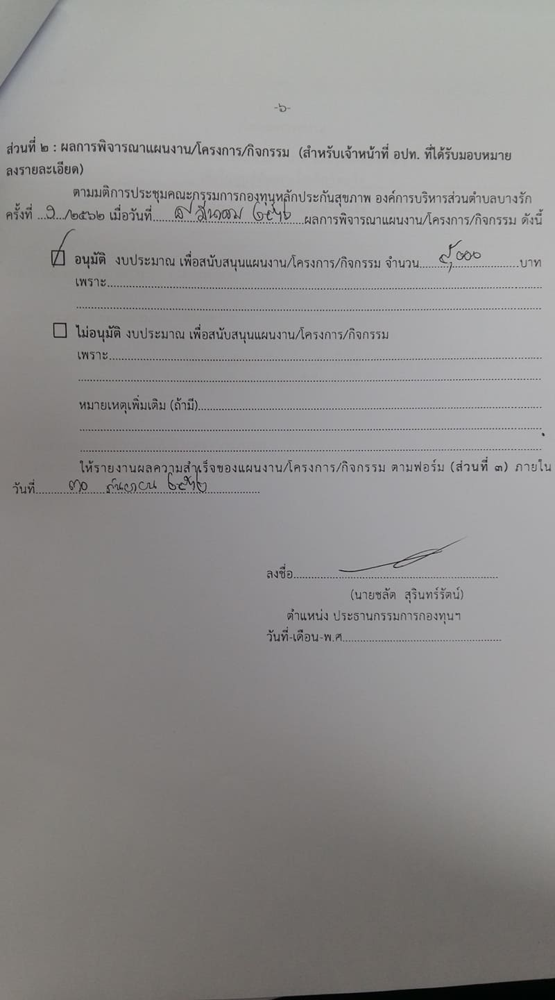 -๖-
ส่วนที่ ๒ : ผลการพิจารณาแผนงาน/โครงการ/กิจกรรม (สำหรับเจ้าหน้าที่ อปท. ที่ได้รับมอบหมาย
ลงรายละเอียด)
ตามมติการประชุมคณะกรรมการกองทุนหลักประกันสุขภาพ องค์การบริหารส่วนตำบลบางรัก
ครั้งที่ ...๑.../๒๕๖๒ เมื่อวันที่........ มีนาคม ๒๕๖๒........ผลการพิจารณาแผนงาน/โครงการ/กิจกรรม ดังนี้
อนุมัติ งบประมาณ เพื่อสนับสนุนแผนงาน/โครงการ/กิจกรรม จำนวน................บาท
เพราะ................
ไม่อนุมัติ งบประมาณ เพื่อสนับสนุนแผนงาน/โครงการ/กิจกรรม
เพราะ................
หมายเหตุเพิ่มเติม (ถ้ามี)................
ให้รายงานผลความสำเร็จของแผนงาน/โครงการ/กิจกรรม ตามฟอร์ม (ส่วนที่ ๓) ภายใน
วันที่........๓๐ กันยายน ๒๕๖๒........
ลงชื่อ................
(นายชลัด สุรินทร์รัตน์)
ตำแหน่ง ประธานกรรมการกองทุนฯ
วันที่-เดือน-พ.ศ................